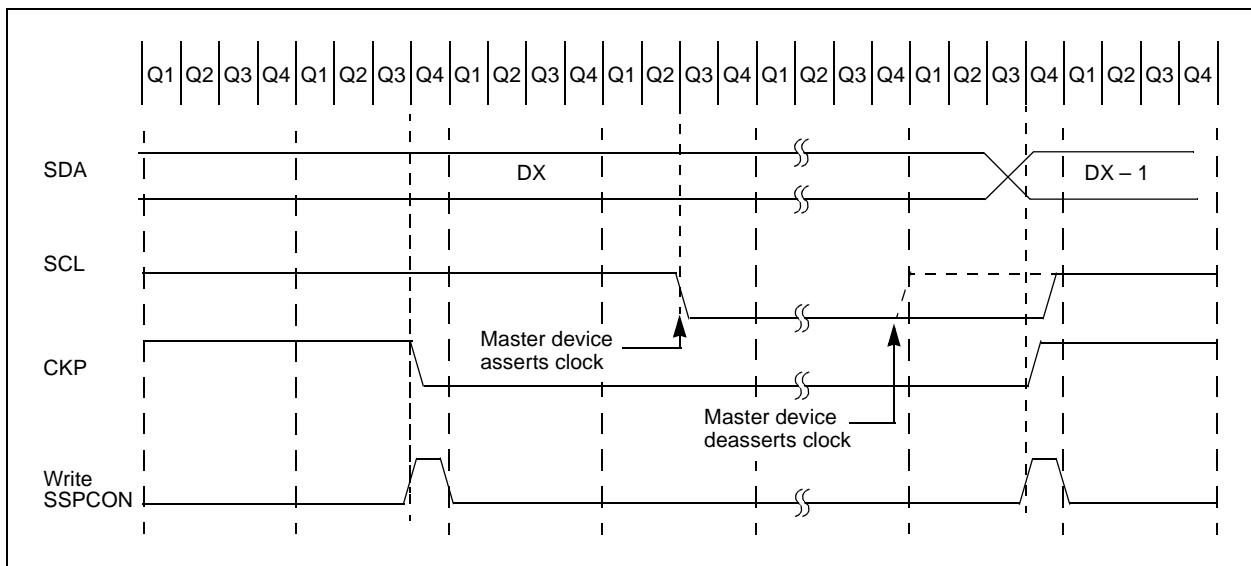 Q1 Q2 Q3 Q4 Q1 Q2 Q3 Q4 Q1 Q2 Q3 Q4 Q1 Q2 Q3 Q4 Q1 Q2 Q3 Q4 Q1 Q2 Q3 Q4 Q1 Q2 Q3 Q4
SDA
DX
DX – 1
SCL
Master device
asserts clock
CKP
Master device
deasserts clock
Write
SSPCON